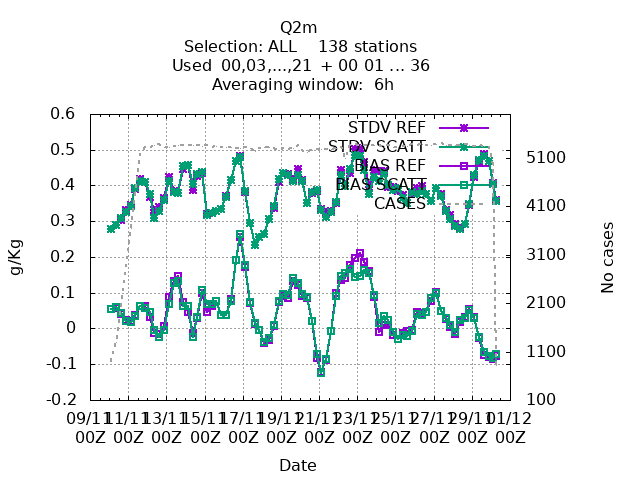 Q2m
Selection: ALL    138 stations
Used  00,03,...,21  + 00 01 ... 36
Averaging window:  6h
STDV REF
STDV SCATT
BIAS REF
BIAS SCATT
CASES
g/Kg
0.6
0.5
0.4
0.3
0.2
0.1
0
-0.1
-0.2
No cases
5100
4100
3100
2100
1100
100
09/11 11/11 13/11 15/11 17/11 19/11 21/11 23/11 25/11 27/11 29/11 01/12
00Z 00Z 00Z 00Z 00Z 00Z 00Z 00Z 00Z 00Z 00Z 00Z
Date